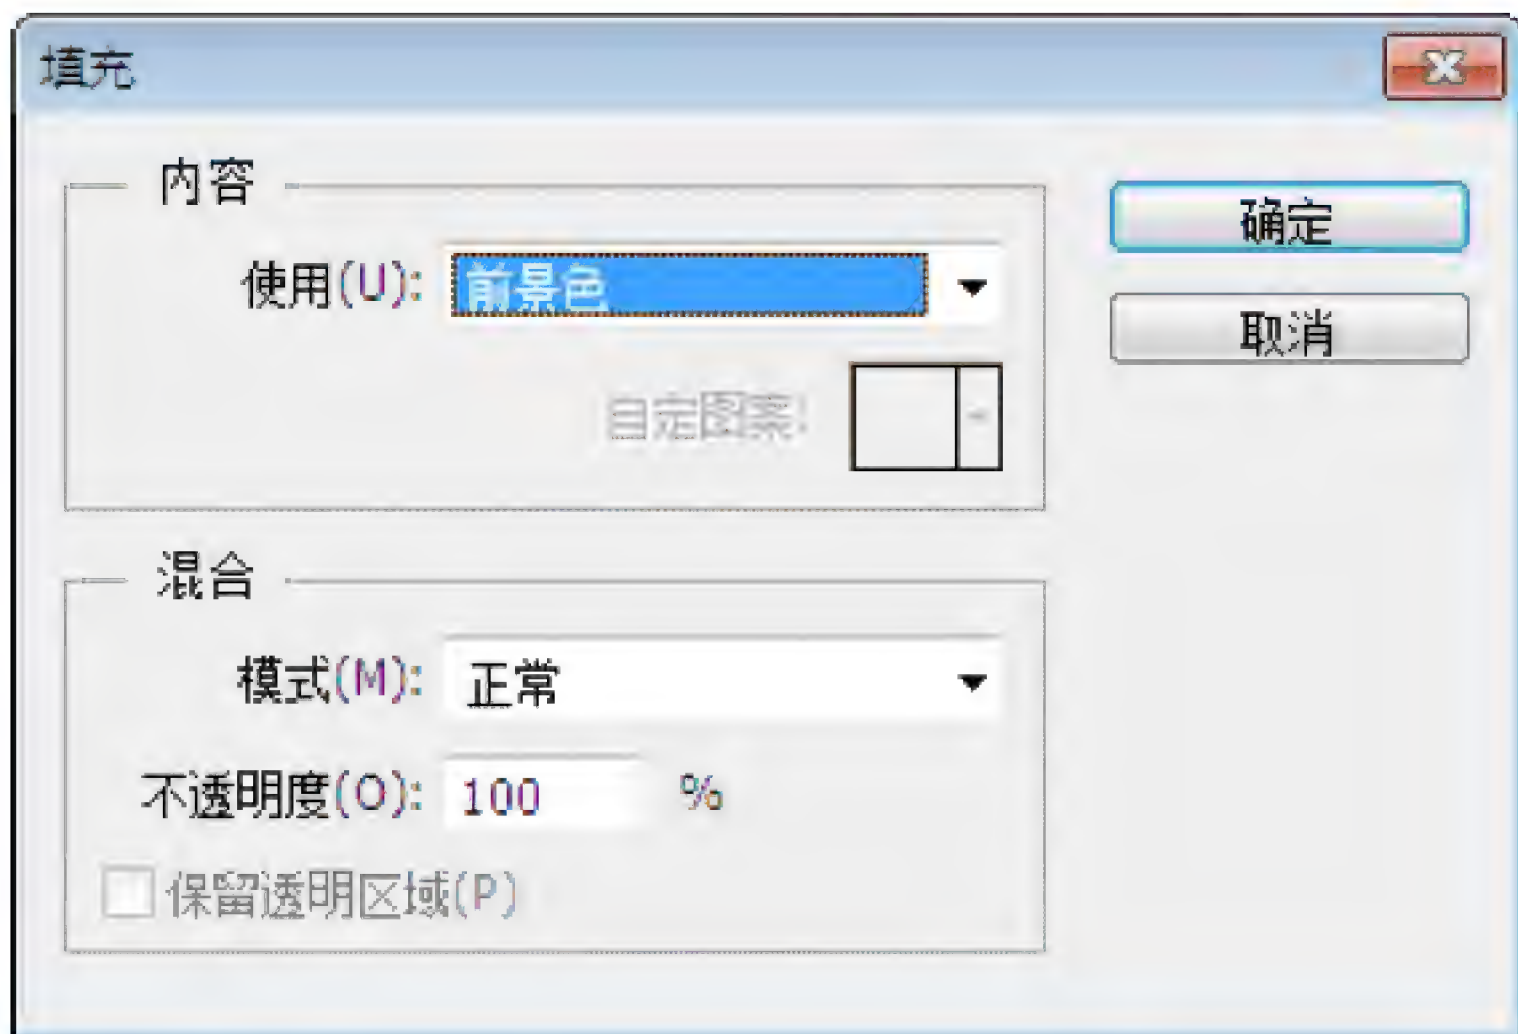 填充
内容
使用(U): 前景色
自定图案:
确定
取消
混合
模式(M): 正常
不透明度(O): 100 %
保留透明区域(P)